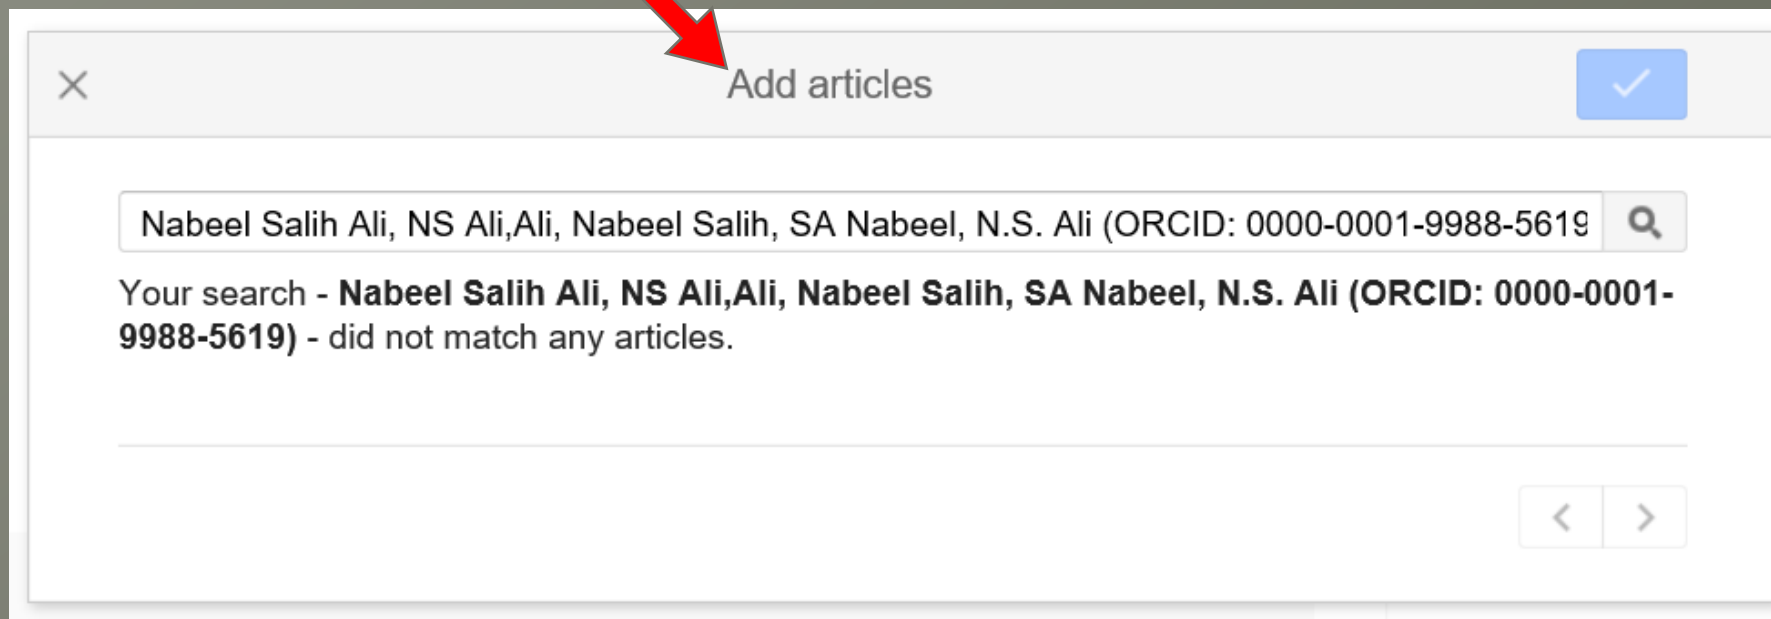 Add articles
Nabeel Salih Ali, NS Ali,Ali, Nabeel Salih, SA Nabeel, N.S. Ali (ORCID: 0000-0001-9988-5619
Your search - Nabeel Salih Ali, NS Ali,Ali, Nabeel Salih, SA Nabeel, N.S. Ali (ORCID: 0000-0001-
9988-5619) - did not match any articles.